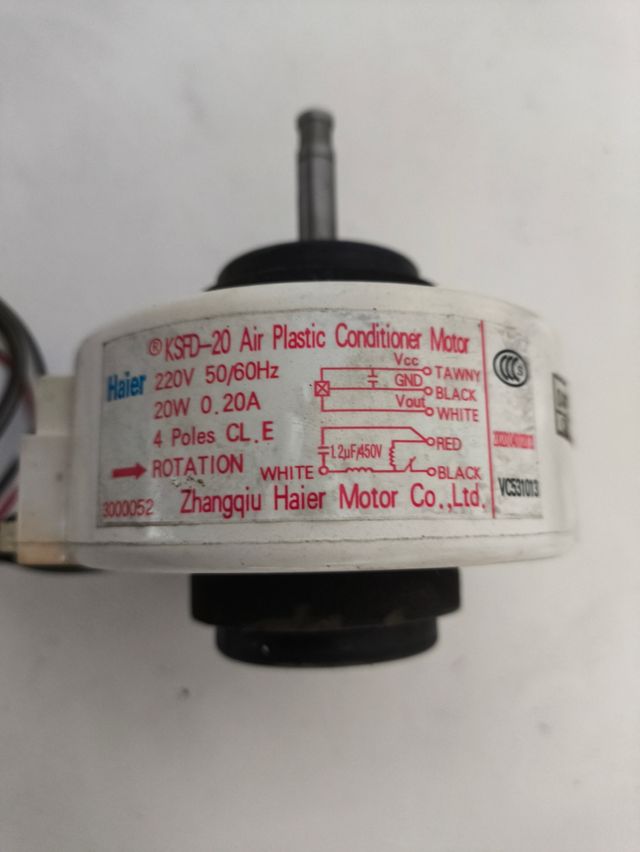 ® KSFD-20 Air Plastic Conditioner Motor
Haier
220V 50/60Hz
20W 0.20A
4 Poles CL.E
ROTATION
3000052
Vcc
TAWNY
GND
BLACK
Vout
WHITE
RED
1.2μF/450V
WHITE
BLACK
Zhangqiu Haier Motor Co.,Ltd.
CCC S
VC531013